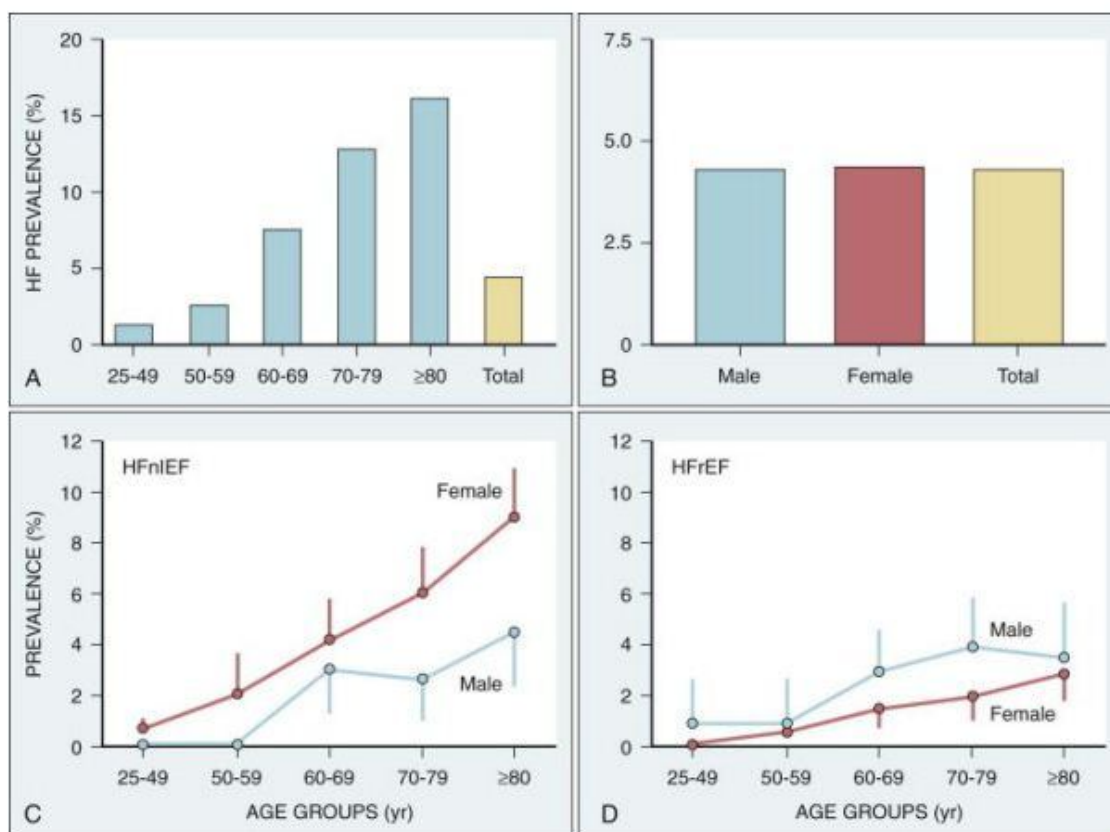 20
15
10
5
0
HF PREVALENCE (%)
A
25-49 50-59 60-69 70-79 ≥80 Total
7.5
5.0
2.5
0
B
Male Female Total
12
10
8
6
4
2
0
PREVALENCE (%)
HFnlEF
Female
Male
25-49 50-59 60-69 70-79 ≥80
C
AGE GROUPS (yr)
12
10
8
6
4
2
0
HFrEF
Male
Female
25-49 50-59 60-69 70-79 ≥80
D
AGE GROUPS (yr)